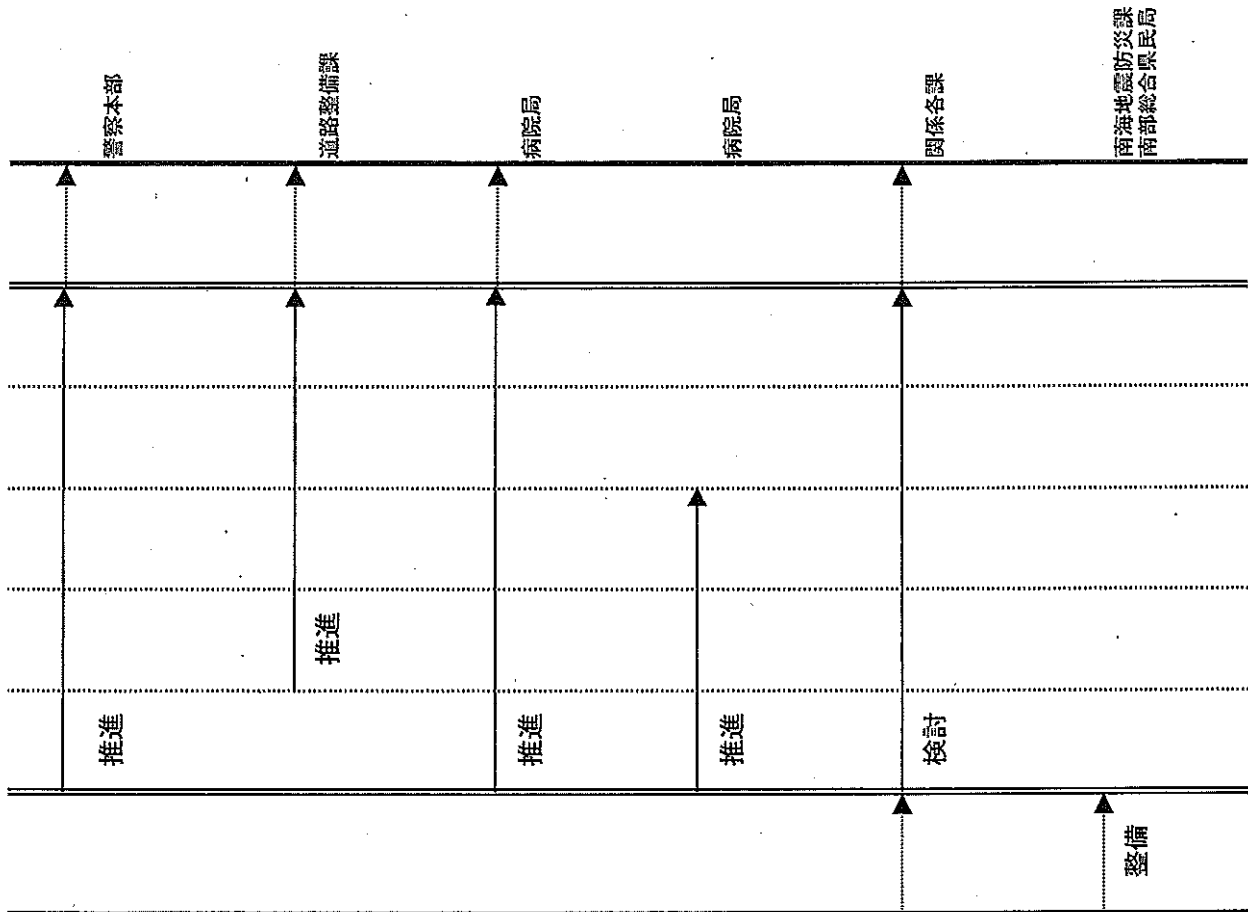 推進
警察本部
推進
道路整備課
推進
病院局
推進
病院局
検討
関係各課
整備
南海地震防災課
南部総合県民局